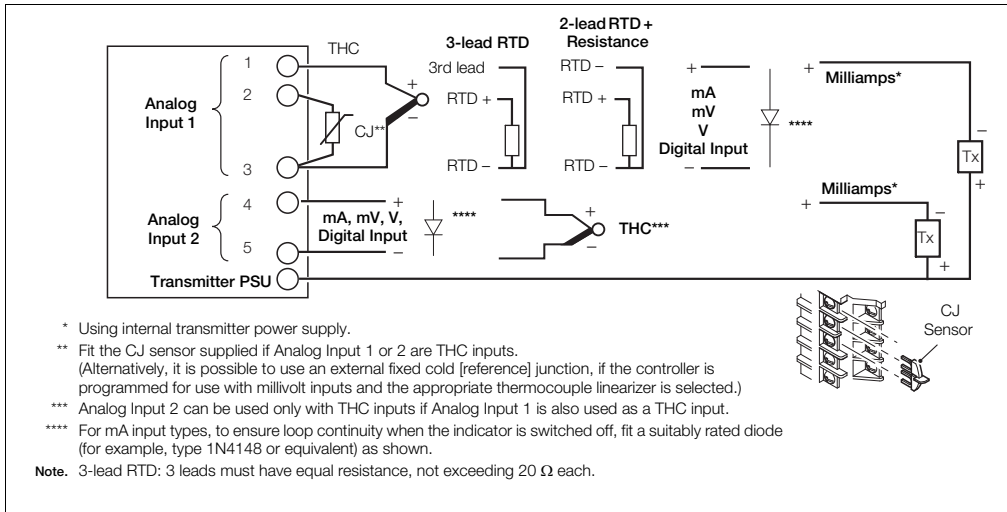 3-lead RTD
2-lead RTD +
Resistance
1
THC
3rd lead
RTD –
+
+
Milliamps*
Analog
Input 1
2
+
RTD +
RTD +
mA
mV
V
Digital Input
****
–
CJ**
–
Tx
3
RTD –
RTD –
–
+
Milliamps*
Analog
Input 2
4
+
mA, mV, V,
Digital Input
****
+
THC***
+
–
Tx
5
–
–
+
Transmitter PSU
CJ
Sensor
* Using internal transmitter power supply.
** Fit the CJ sensor supplied if Analog Input 1 or 2 are THC inputs.
(Alternatively, it is possible to use an external fixed cold [reference] junction, if the controller is
programmed for use with millivolt inputs and the appropriate thermocouple linearizer is selected.)
*** Analog Input 2 can be used only with THC inputs if Analog Input 1 is also used as a THC input.
**** For mA input types, to ensure loop continuity when the indicator is switched off, fit a suitably rated diode
(for example, type 1N4148 or equivalent) as shown.
Note. 3-lead RTD: 3 leads must have equal resistance, not exceeding 20 Ω each.